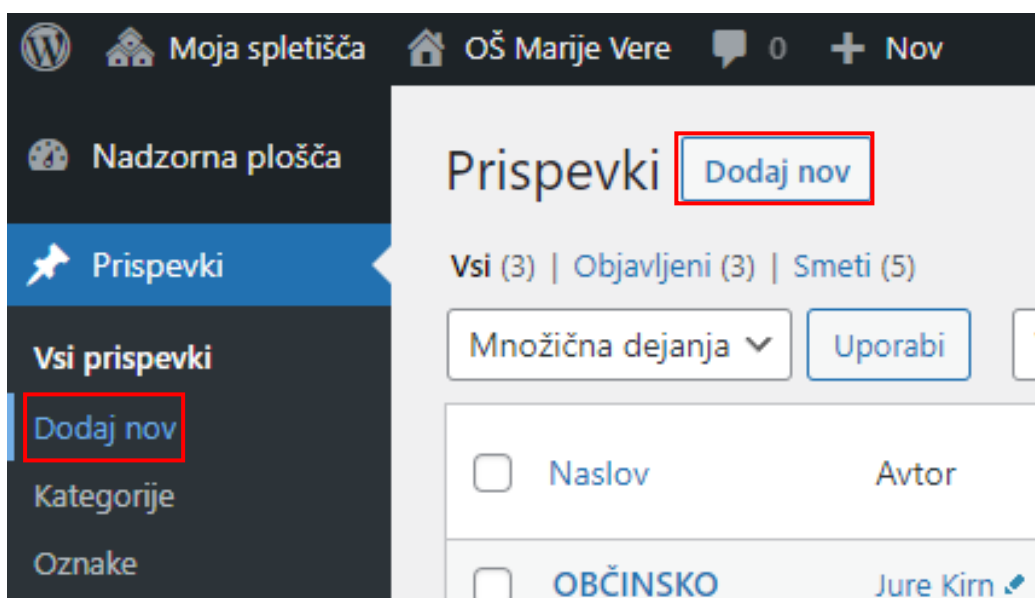 Moja spletišča OŠ Marije Vere 0 Nov
Nadzorna plošča
Prispevki Dodaj nov
Prispevki
Vsi (3) | Objavljeni (3) | Smeti (5)
Množična dejanja Uporabi
Vsi prispevki
Dodaj nov
Naslov Avtor
Kategorije
Oznake
OBČINSKO Jure Kirn